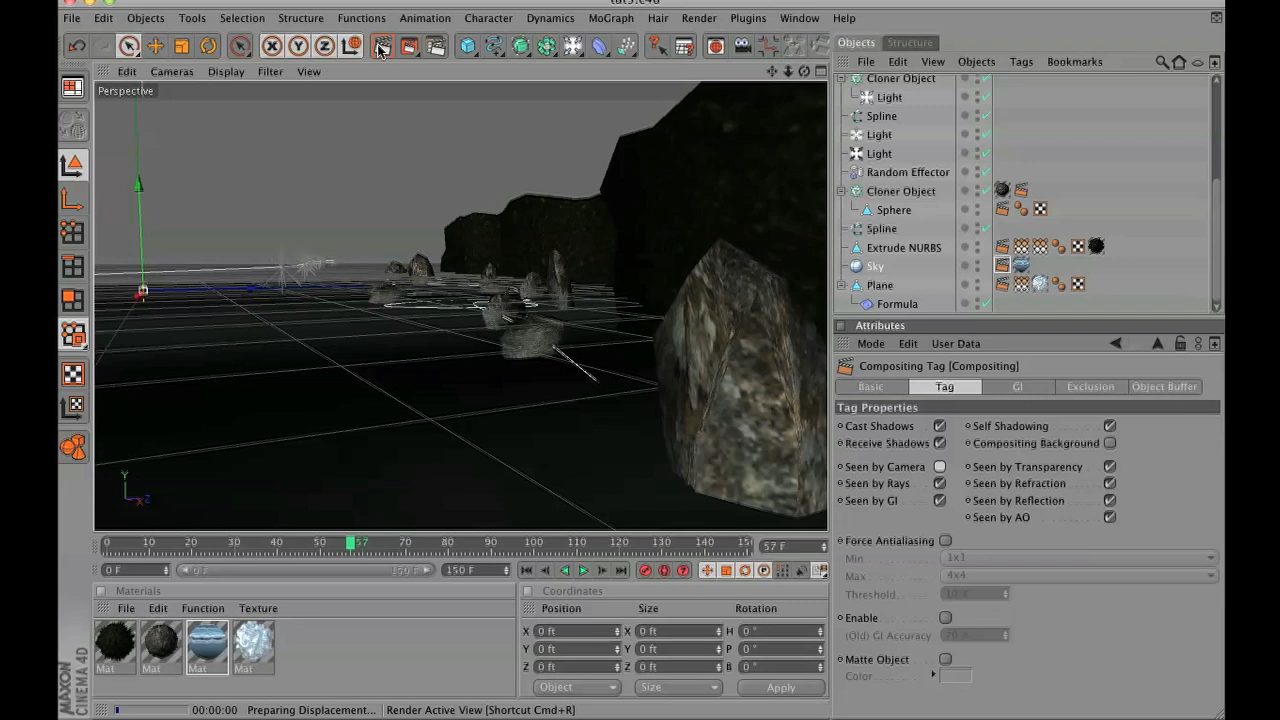 File Edit Objects Tools Selection Structure Functions Animation Character Dynamics MoGraph Hair Render Plugins Window Help
Objects Structure
Edit Cameras Display Filter View
File Edit View Objects Tags Bookmarks
Perspective
Cloner Object
Light
Spline
Light
Light
Random Effector
Cloner Object
Sphere
Spline
Extrude NURBS
Sky
Plane
Formula
Attributes
Mode Edit User Data
Compositing Tag [Compositing]
Basic Tag GI Exclusion Object Buffer
Tag Properties
Cast Shadows Self Shadowing
Receive Shadows Compositing Background
Seen by Camera Seen by Transparency
Seen by Rays Seen by Refraction
Seen by GI Seen by Reflection
Seen by AO
Force Antialiasing
Min 1x1
Max 4x4
Threshold 10 %
Enable
(Old) GI Accuracy 70 %
Matte Object
Color
Y
X Z
0 10 20 30 40 50 57 70 80 90 100 110 120 130 140 15 57 F
0 F 0 F 150 F 150 F
Materials
File Edit Function Texture
Mat Mat Mat Mat
Coordinates
Position Size Rotation
X 0 ft X 0 ft H 0 °
Y 0 ft Y 0 ft P 0 °
Z 0 ft Z 0 ft B 0 °
Object Size Apply
MAXON CINEMA 4D
00:00:00 Preparing Displacement... Render Active View [Shortcut Cmd+R]